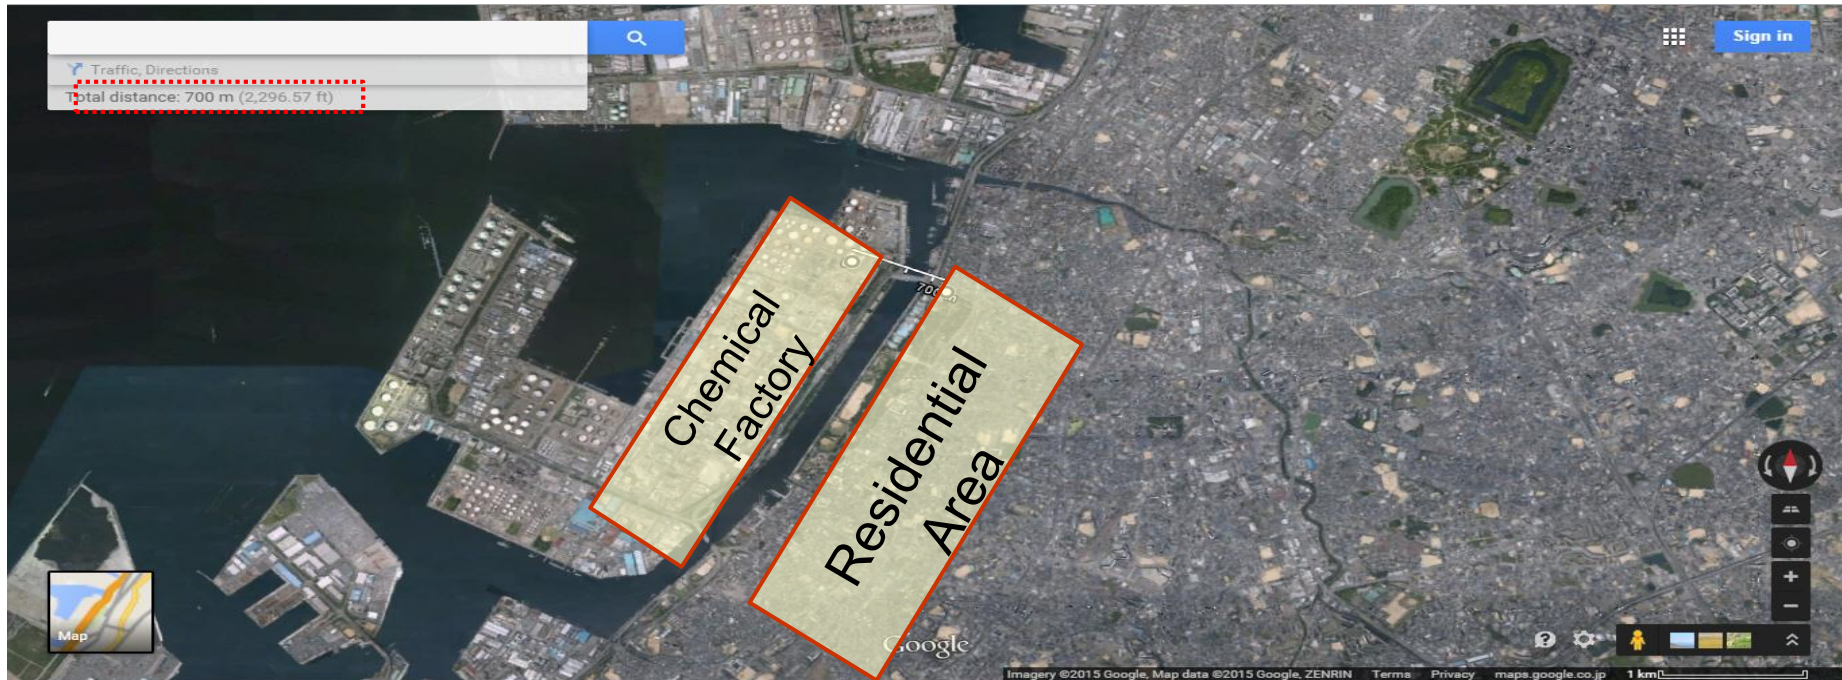 Sign in
Traffic, Directions
Total distance: 700 m (2,296.57 ft)
Chemical
Factory
Residential
Area
Map
Google
Imagery ©2015 Google, Map data ©2015 Google, ZENRIN Terms Privacy maps.google.co.jp 1 km